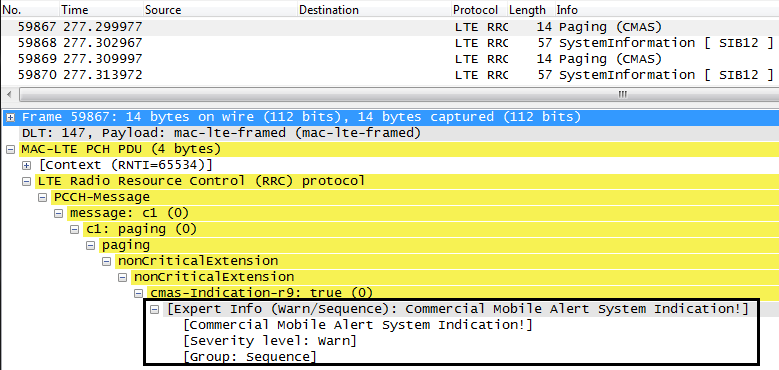 No. Time Source Destination Protocol Length Info
59867 277.299977 LTE RRC 14 Paging (CMAS)
59868 277.302967 LTE RRC 57 SystemInformation [ SIB12 ]
59869 277.309997 LTE RRC 14 Paging (CMAS)
59870 277.313972 LTE RRC 57 SystemInformation [ SIB12 ]
Frame 59867: 14 bytes on wire (112 bits), 14 bytes captured (112 bits)
DLT: 147, Payload: mac-lte-framed (mac-lte-framed)
MAC-LTE PCH PDU (4 bytes)
[Context (RNTI=65534)]
LTE Radio Resource Control (RRC) protocol
PCCH-Message
message: c1 (0)
c1: paging (0)
paging
nonCriticalExtension
nonCriticalExtension
cmas-Indication-r9: true (0)
[Expert Info (Warn/Sequence): Commercial Mobile Alert System Indication!]
[Commercial Mobile Alert System Indication!]
[Severity level: Warn]
[Group: Sequence]